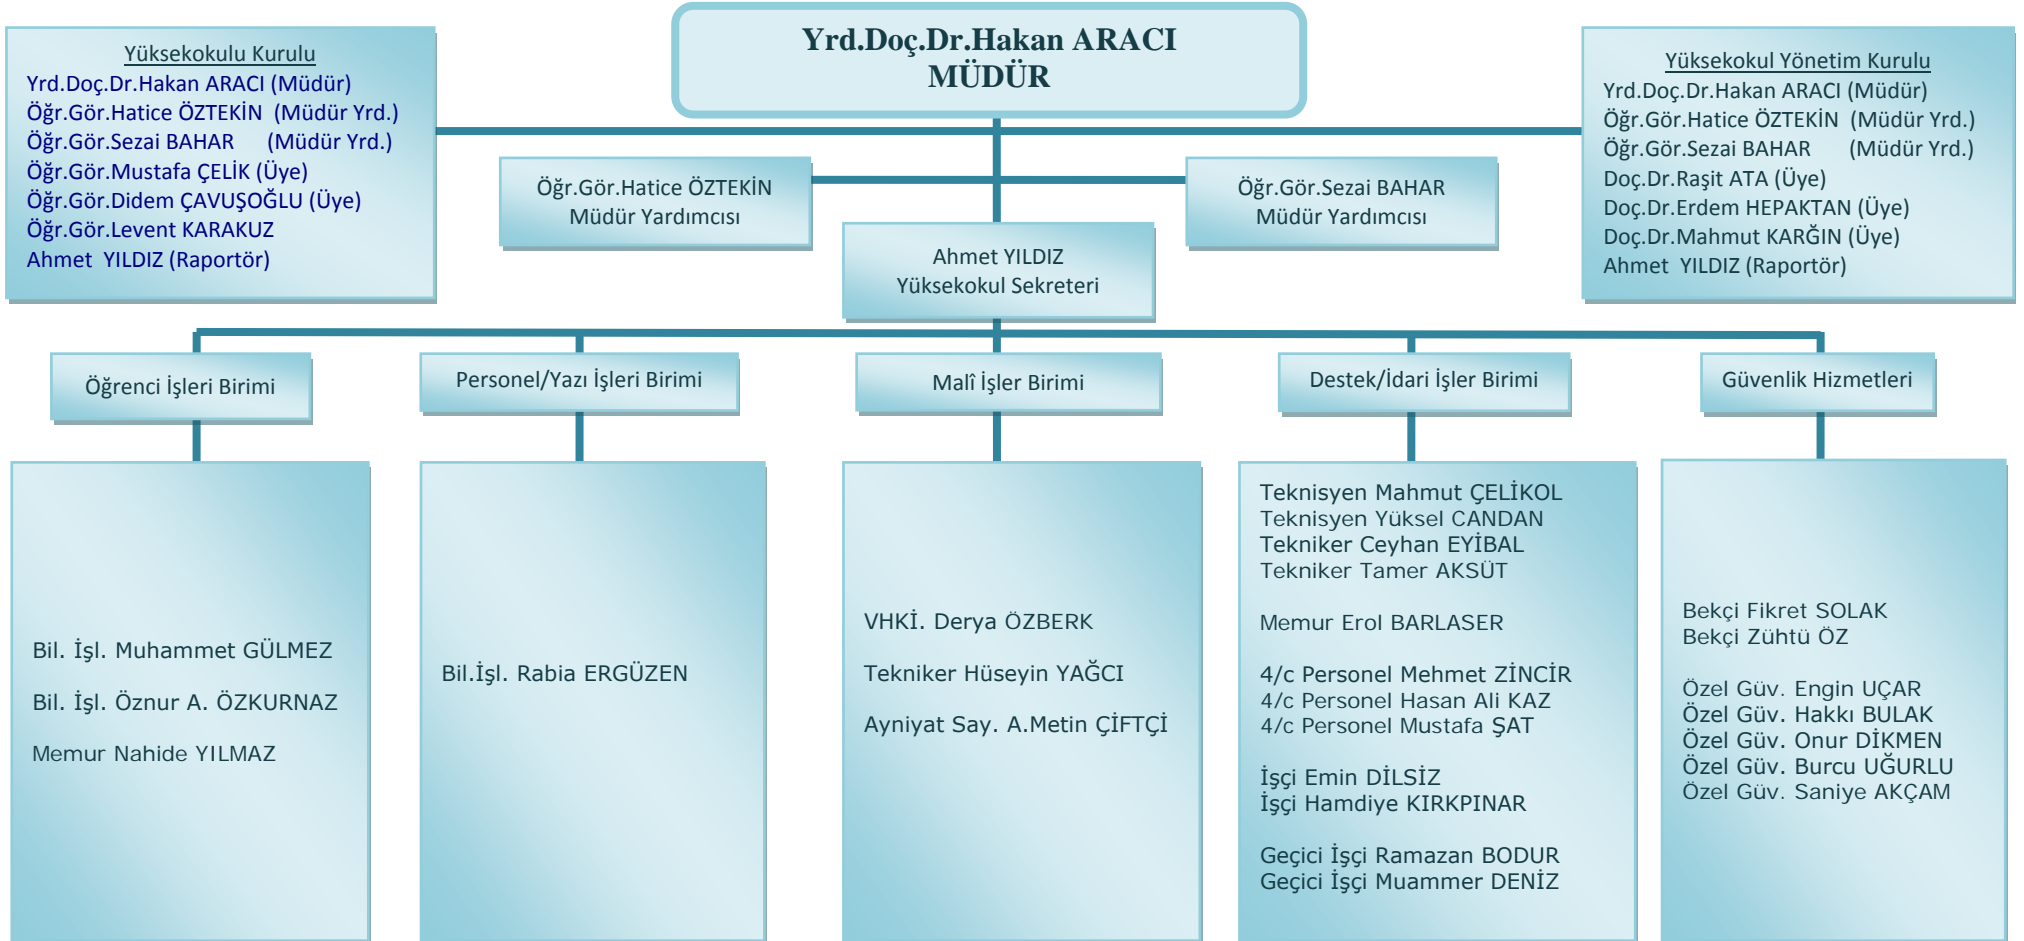 Yrd.Doç.Dr.Hakan ARACI
MÜDÜR
Yüksekokulu Kurulu
Yrd.Doç.Dr.Hakan ARACI (Müdür)
Öğr.Gör.Hatice ÖZTEKİN (Müdür Yrd.)
Öğr.Gör.Sezai BAHAR (Müdür Yrd.)
Öğr.Gör.Mustafa ÇELİK (Üye)
Öğr.Gör.Didem ÇAVUŞOĞLU (Üye)
Öğr.Gör.Levent KARAKUZ
Ahmet YILDIZ (Raportör)
Yüksekokul Yönetim Kurulu
Yrd.Doç.Dr.Hakan ARACI (Müdür)
Öğr.Gör.Hatice ÖZTEKİN (Müdür Yrd.)
Öğr.Gör.Sezai BAHAR (Müdür Yrd.)
Doç.Dr.Raşit ATA (Üye)
Doç.Dr.Erdem HEPAKTAN (Üye)
Doç.Dr.Mahmut KARĞIN (Üye)
Ahmet YILDIZ (Raportör)
Öğr.Gör.Hatice ÖZTEKİN
Müdür Yardımcısı
Öğr.Gör.Sezai BAHAR
Müdür Yardımcısı
Ahmet YILDIZ
Yüksekokul Sekreteri
Öğrenci İşleri Birimi
Personel/Yazı İşleri Birimi
Malî İşler Birimi
Destek/İdari İşler Birimi
Güvenlik Hizmetleri
Bil. İşl. Muhammet GÜLMEZ
Bil. İşl. Öznur A. ÖZKURNAZ
Memur Nahide YILMAZ
Bil.İşl. Rabia ERGÜZEN
VHKİ. Derya ÖZBERK
Tekniker Hüseyin YAĞCI
Ayniyat Say. A.Metin ÇİFTÇİ
Teknisyen Mahmut ÇELİKOL
Teknisyen Yüksel CANDAN
Tekniker Ceyhan EYİBAL
Tekniker Tamer AKSÜT
Memur Erol BARLASER
4/c Personel Mehmet ZİNCİR
4/c Personel Hasan Ali KAZ
4/c Personel Mustafa ŞAT
İşçi Emin DİLSİZ
İşçi Hamdiye KIRKPINAR
Geçici İşçi Ramazan BODUR
Geçici İşçi Muammer DENİZ
Bekçi Fikret SOLAK
Bekçi Zühtü ÖZ
Özel Güv. Engin UÇAR
Özel Güv. Hakkı BULAK
Özel Güv. Onur DİKMEN
Özel Güv. Burcu UĞURLU
Özel Güv. Saniye AKÇAM